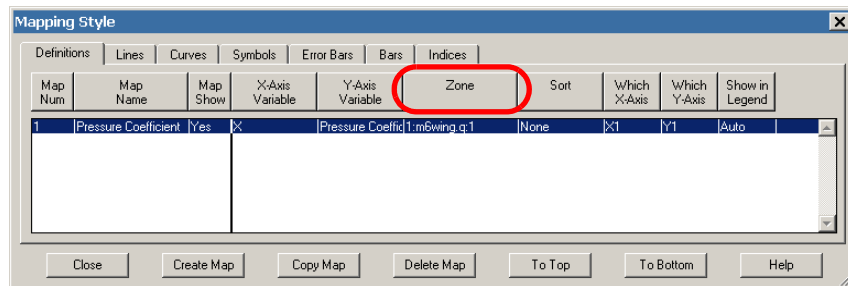 Mapping Style
Definitions Lines Curves Symbols Error Bars Bars Indices
Map Num Map Name Map Show X-Axis Variable Y-Axis Variable Zone Sort Which X-Axis Which Y-Axis Show in Legend
1 Pressure Coefficient Yes X Pressure Coeffic 1:m6wing.q:1 None X1 Y1 Auto
Close Create Map Copy Map Delete Map To Top To Bottom Help